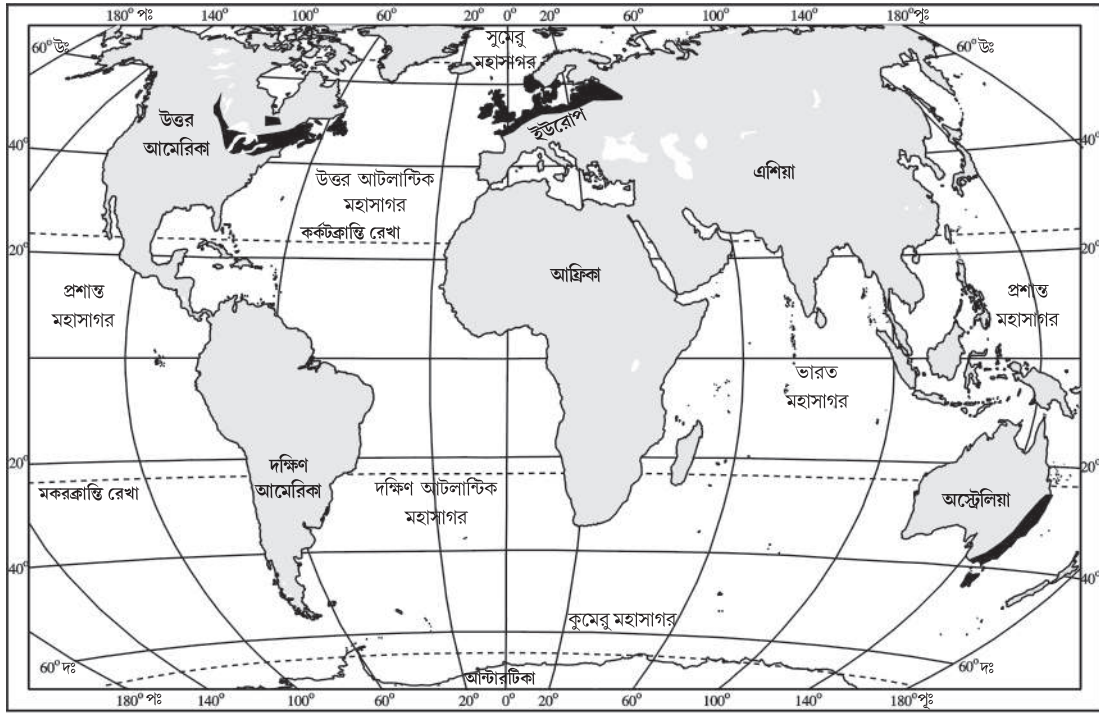 180° পঃ 140° 100° 60° 20° 0° 20° 60° 100° 140° 180° পূঃ
60° উঃ
60° উঃ
সুমেরু
মহাসাগর
উত্তর
আমেরিকা
ইউরোপ
এশিয়া
40°
40°
উত্তর আটলান্টিক
মহাসাগর
কর্কটক্রান্তি রেখা
20°
20°
আফ্রিকা
প্রশান্ত
মহাসাগর
প্রশান্ত
মহাসাগর
ভারত
মহাসাগর
20°
20°
দক্ষিণ
আমেরিকা
মকরক্রান্তি রেখা
দক্ষিণ আটলান্টিক
মহাসাগর
অস্ট্রেলিয়া
40°
40°
কুমেরু মহাসাগর
60° দঃ
60° দঃ
অন্টারটিকা
180° পঃ 140° 100° 60° 20° 0° 20° 60° 100° 140° 180° পূঃ